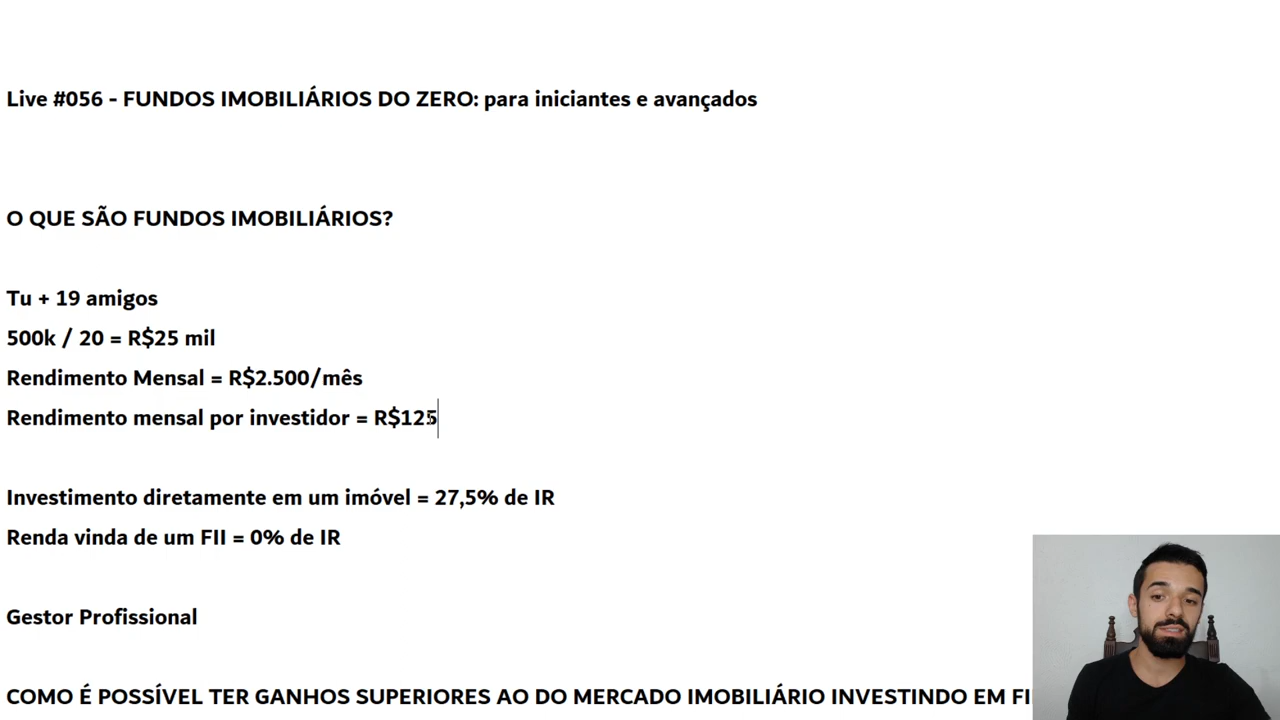 Live #056 - FUNDOS IMOBILIÁRIOS DO ZERO: para iniciantes e avançados
O QUE SÃO FUNDOS IMOBILIÁRIOS?
Tu + 19 amigos
500k / 20 = R$25 mil
Rendimento Mensal = R$2.500/mês
Rendimento mensal por investidor = R$125
Investimento diretamente em um imóvel = 27,5% de IR
Renda vinda de um FII = 0% de IR
Gestor Profissional
COMO É POSSÍVEL TER GANHOS SUPERIORES AO DO MERCADO IMOBILIÁRIO INVESTINDO EM